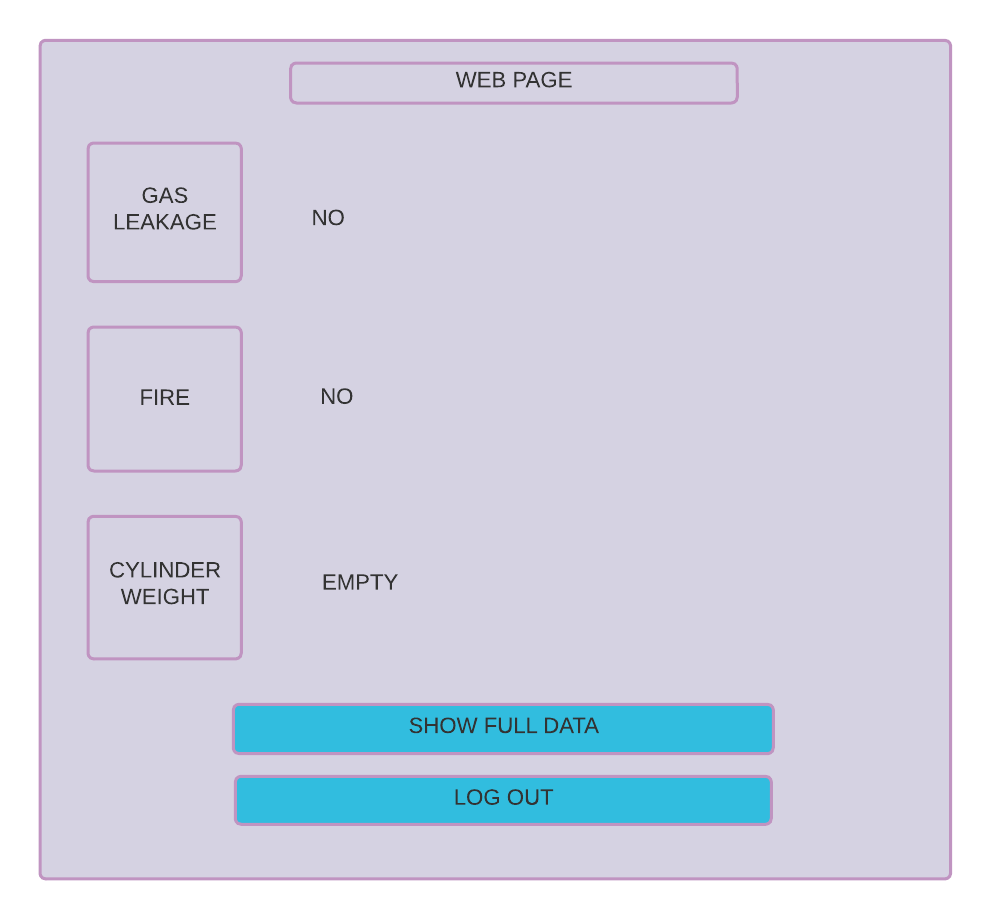 WEB PAGE
GAS
LEAKAGE
NO
FIRE
NO
CYLINDER
WEIGHT
EMPTY
SHOW FULL DATA
LOG OUT